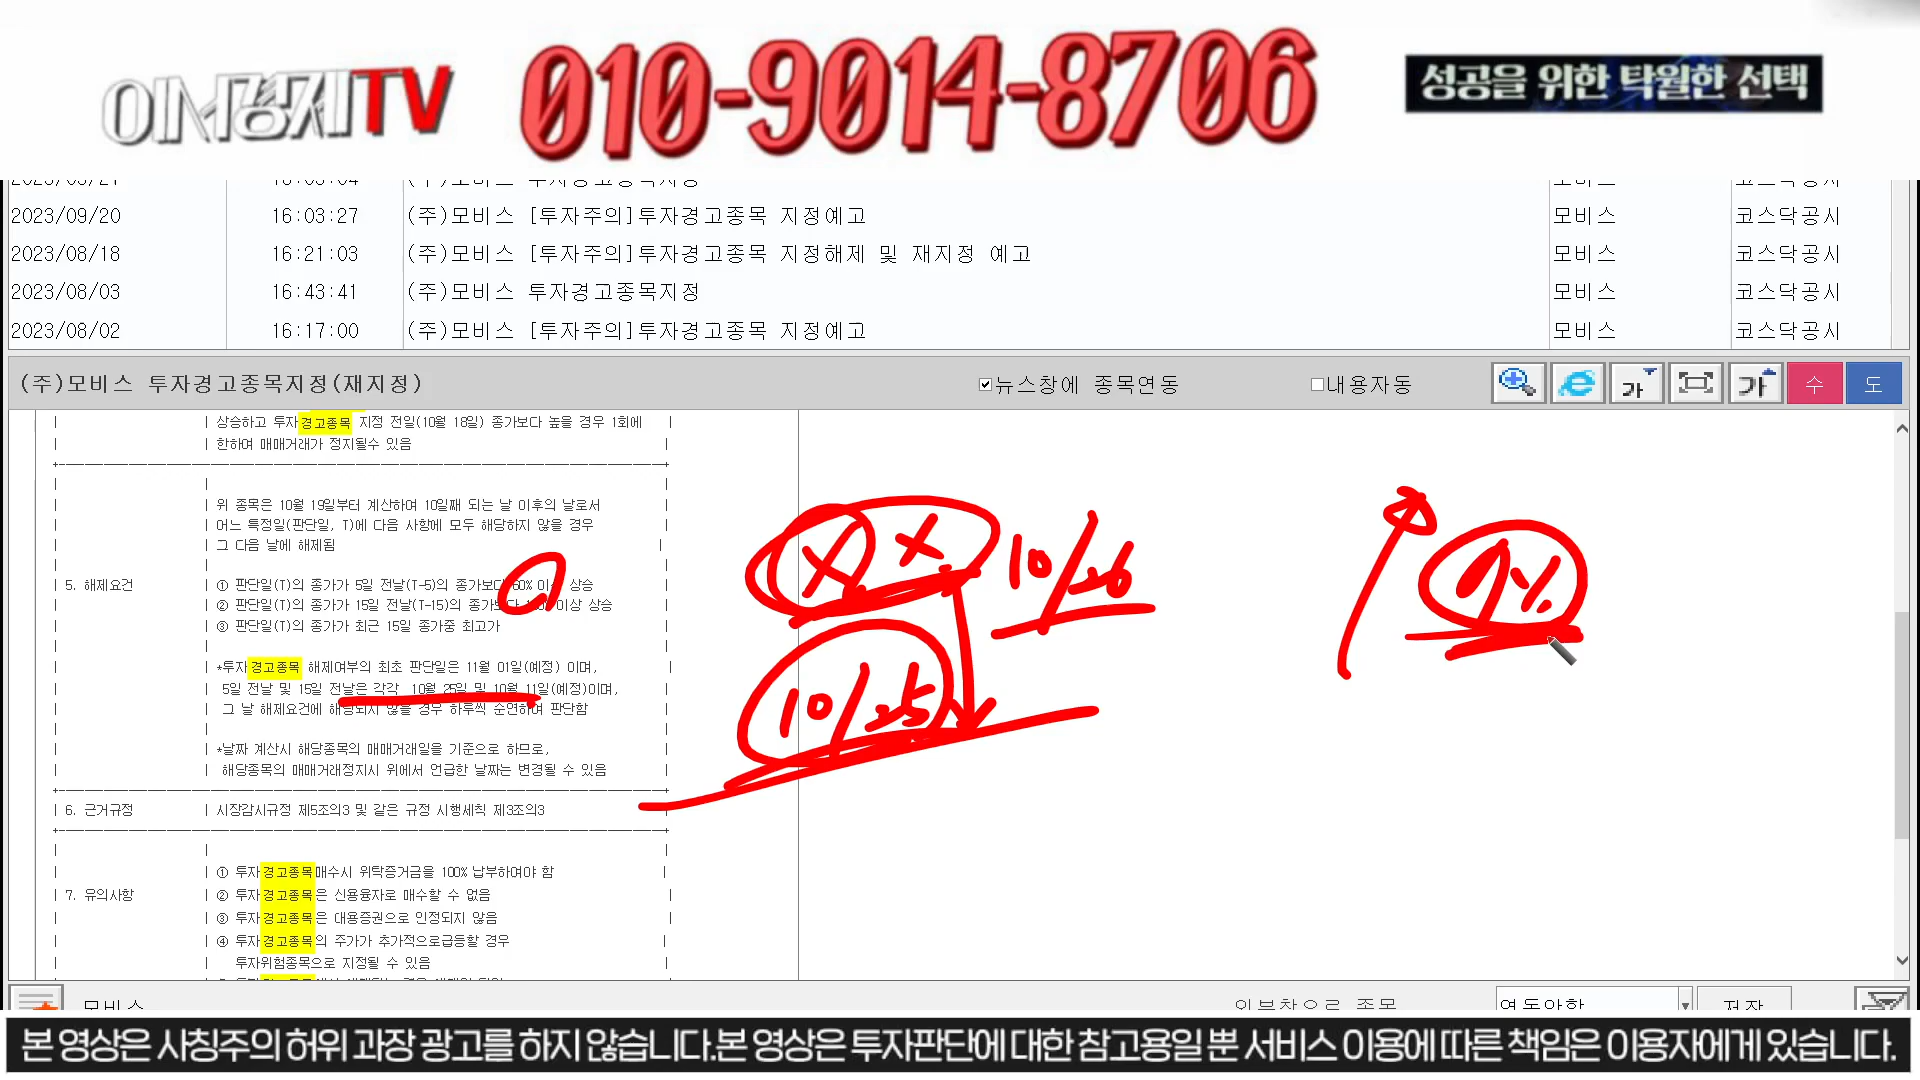 이서경제TV 010-9014-8706 성공을 위한 탁월한 선택
2023/09/20 16:03:27 (주)모비스 [투자주의]투자경고종목 지정예고 모비스 코스닥공시
2023/08/18 16:21:03 (주)모비스 [투자주의]투자경고종목 지정해제 및 재지정 예고 모비스 코스닥공시
2023/08/03 16:43:41 (주)모비스 투자경고종목지정 모비스 코스닥공시
2023/08/02 16:17:00 (주)모비스 [투자주의]투자경고종목 지정예고 모비스 코스닥공시
(주)모비스 투자경고종목지정(재지정) 뉴스창에 종목연동 내용자동 가 가 수 도
상승하고 투자경고종목 지정 전일(10월 18일) 종가보다 높을 경우 1회에
한하여 매매거래가 정지될수 있음
위 종목은 10월 19일부터 계산하여 10일째 되는 날 이후의 날로서
어느 특정일(판단일, T)에 다음 사항에 모두 해당하지 않을 경우
그 다음 날에 해제됨
5. 해제요건 ① 판단일(T)의 종가가 5일 전날(T-5)의 종가보다 60% 이상 상승
② 판단일(T)의 종가가 15일 전날(T-15)의 종가보다 이상 상승
③ 판단일(T)의 종가가 최근 15일 종가중 최고가
*투자경고종목 해제여부의 최초 판단일은 11월 01일(예정) 이며,
5일 전날 및 15일 전날은 각각 10월 25일 및 10월 11일(예정)이며,
그 날 해제요건에 해당되지 않을 경우 하루씩 순연하여 판단함
*날짜 계산시 해당종목의 매매거래일을 기준으로 하므로,
해당종목의 매매거래정지시 위에서 언급한 날짜는 변경될 수 있음
6. 근거규정 시장감시규정 제5조의3 및 같은 규정 시행세칙 제3조의3
① 투자경고종목매수시 위탁증거금을 100% 납부하여야 함
7. 유의사항 ② 투자경고종목은 신용융자로 매수할 수 없음
③ 투자경고종목은 대용증권으로 인정되지 않음
④ 투자경고종목의 주가가 추가적으로급등할 경우
투자위험종목으로 지정될 수 있음
X X 10/26
10/25
모비스
본 영상은 사칭주의 허위 과장 광고를 하지 않습니다.본 영상은 투자판단에 대한 참고용일 뿐 서비스 이용에 따른 책임은 이용자에게 있습니다.